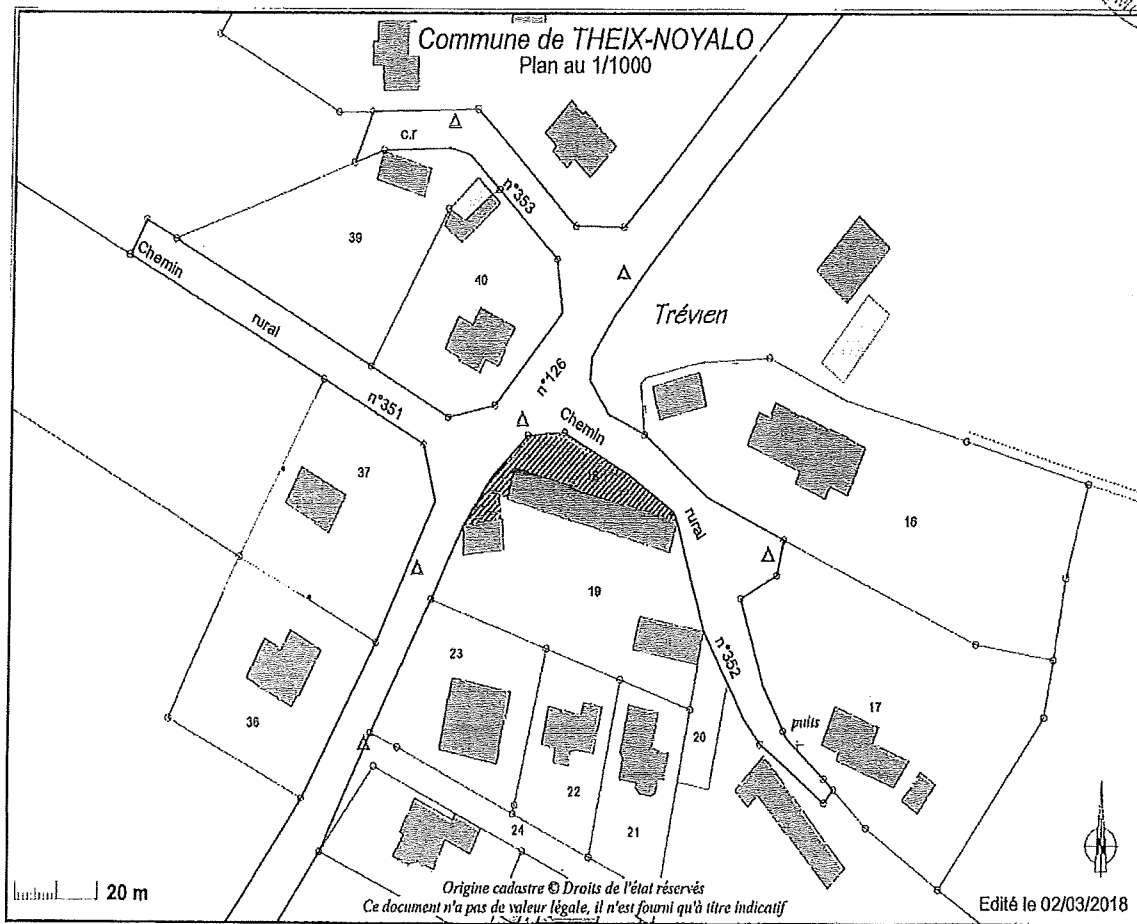 Commune de THEIX-NOYALO
Plan au 1/1000
c.r
n°353
39
40
Chemin
rural
n°351
Trévien
n°126
Chemin
rural
n°352
37
16
18
19
36
23
22
21
20
24
17
puits
N
20 m
Origine cadastre © Droits de l'état réservés
Ce document n'a pas de valeur légale, il n'est fourni qu'à titre indicatif
Edité le 02/03/2018